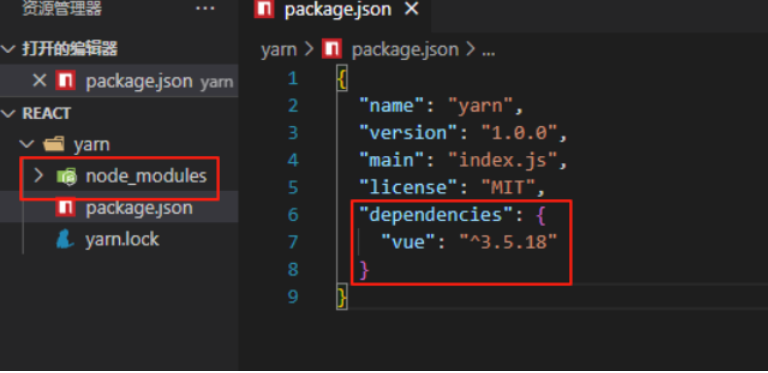 资源管理器 ···
打开的编辑器
package.json yarn
REACT
yarn
node_modules
package.json
yarn.lock
package.json
yarn > package.json > ...
1 {
2 "name": "yarn",
3 "version": "1.0.0",
4 "main": "index.js",
5 "license": "MIT",
6 "dependencies": {
7 "vue": "^3.5.18"
8 }
9 }